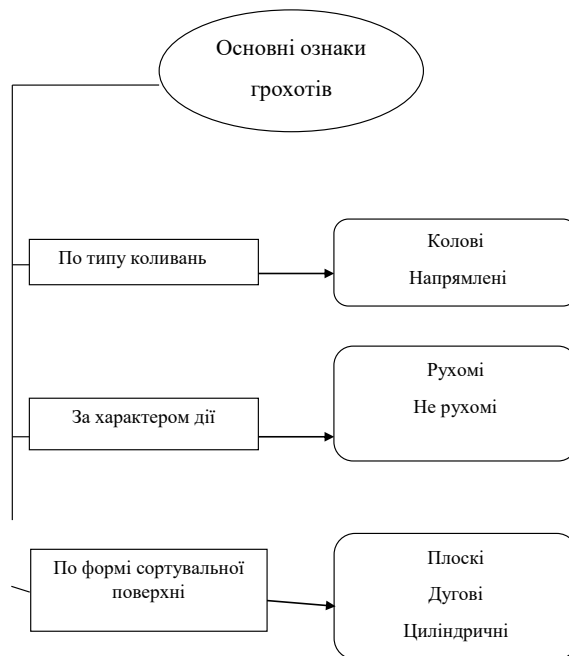 Основні ознаки
грохотів
По типу коливань
Колові
Напрямлені
За характером дії
Рухомі
Не рухомі
По формі сортувальної
поверхні
Плоскі
Дугові
Циліндричні